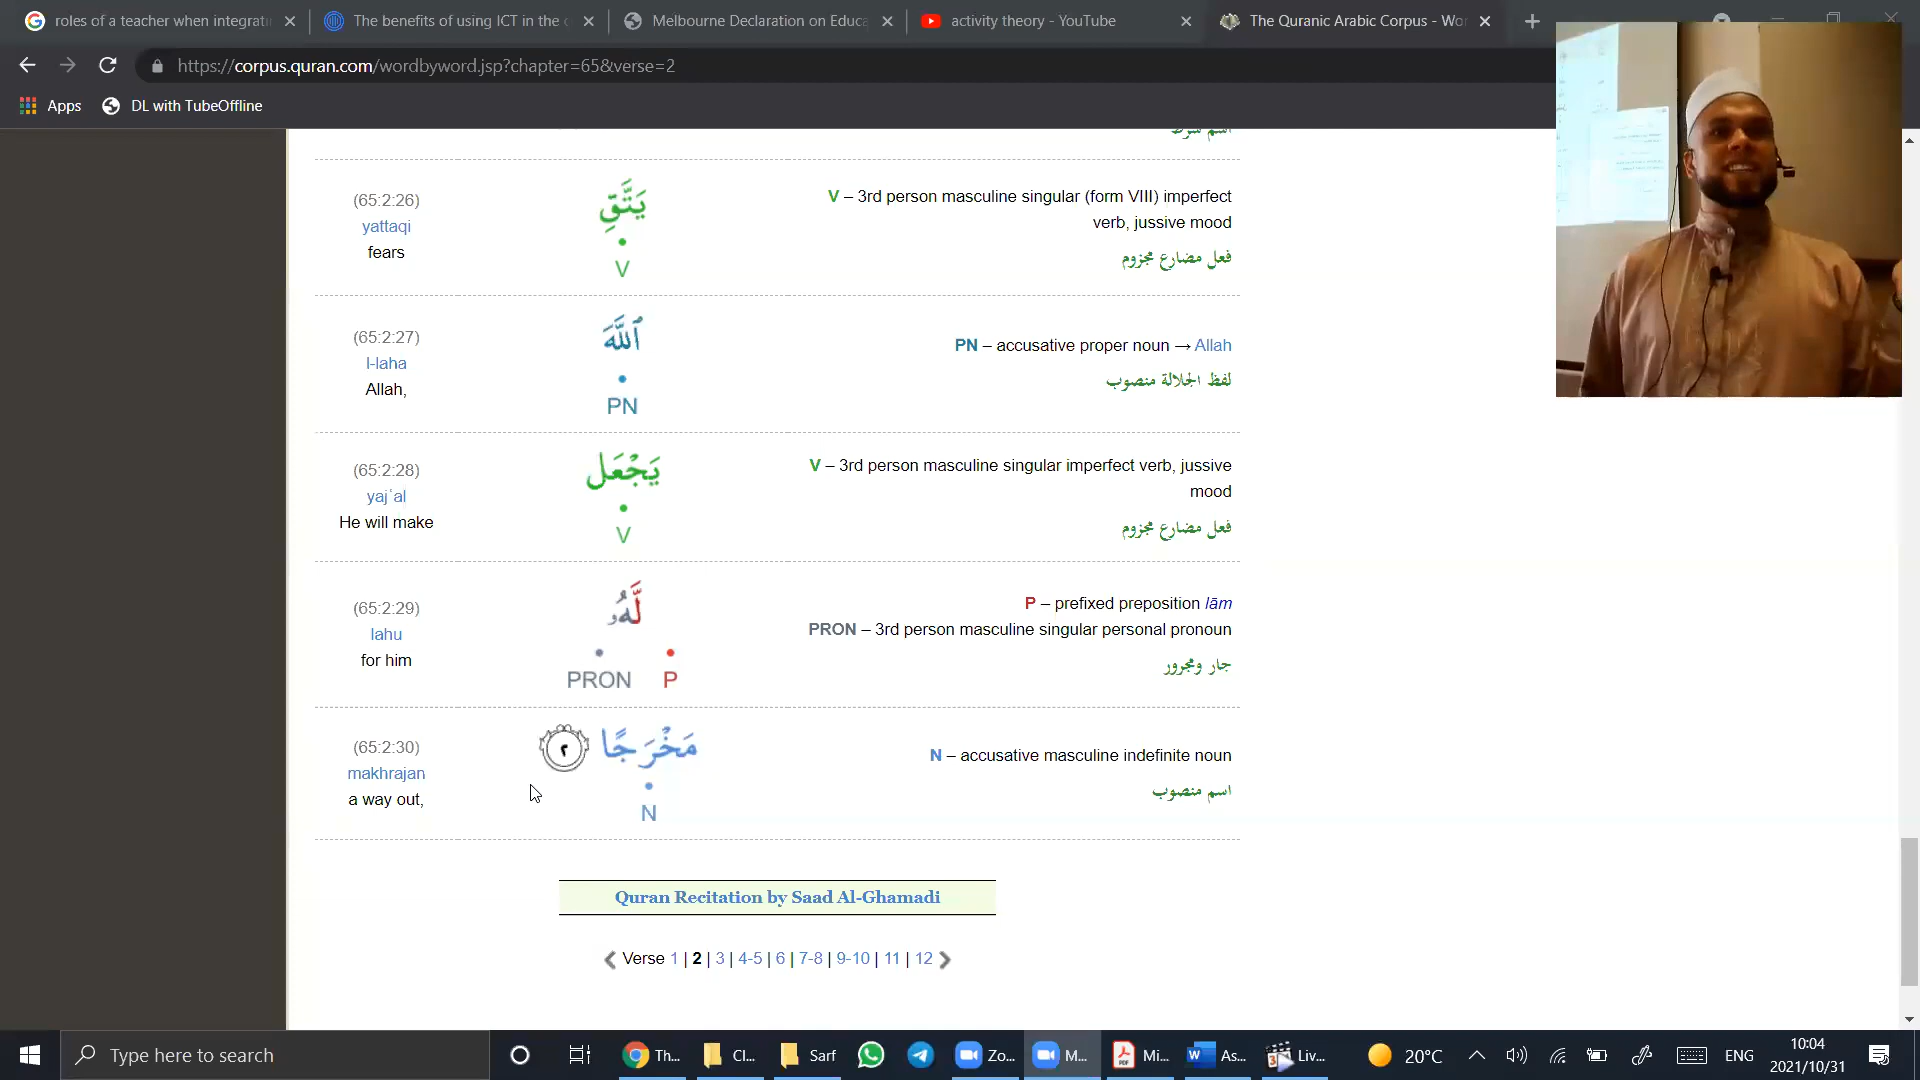 roles of a teacher when integrati
The benefits of using ICT in the c
Melbourne Declaration on Educa
activity theory - YouTube
The Quranic Arabic Corpus - Wor
https://corpus.quran.com/wordbyword.jsp?chapter=65&verse=2
Apps
DL with TubeOffline
اسم شرط
(65:2:26)
yattaqi
fears
يَتَّقِ
V
V – 3rd person masculine singular (form VIII) imperfect
verb, jussive mood
فعل مضارع مجزوم
(65:2:27)
l-laha
Allah,
ٱللَّهَ
PN
PN – accusative proper noun → Allah
لفظ الجلالة منصوب
(65:2:28)
yajʿal
He will make
يَجْعَل
V
V – 3rd person masculine singular imperfect verb, jussive
mood
فعل مضارع مجزوم
(65:2:29)
lahu
for him
لَّهُۥ
PRON P
P – prefixed preposition lām
PRON – 3rd person masculine singular personal pronoun
جار ومجرور
(65:2:30)
makhrajan
a way out,
مَخْرَجًا ٢
N
N – accusative masculine indefinite noun
اسم منصوب
Quran Recitation by Saad Al-Ghamadi
Verse 1 | 2 | 3 | 4-5 | 6 | 7-8 | 9-10 | 11 | 12
Type here to search
Th...
Cl...
Sarf
Zo...
M...
Mi...
As...
Liv...
20°C
ENG
10:04
2021/10/31